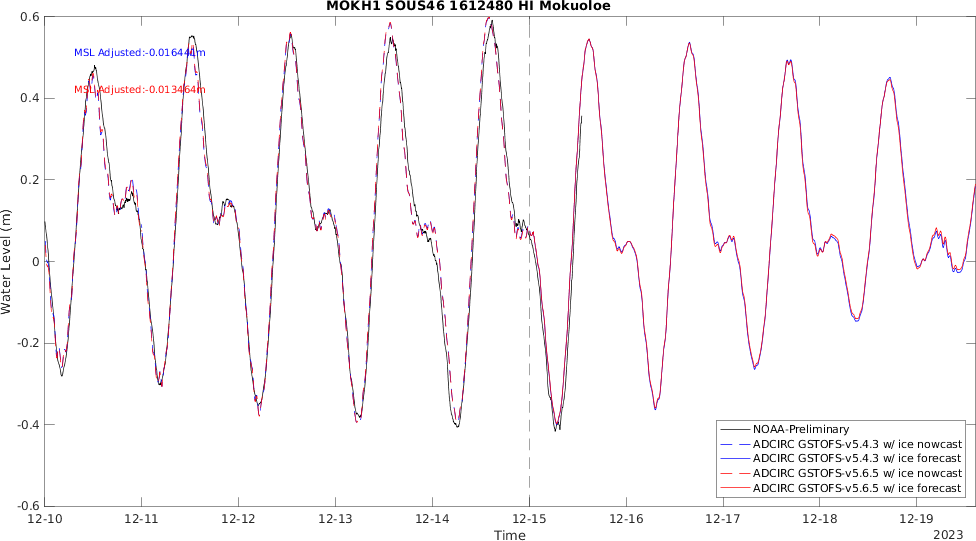 MOKH1 SOUS46 1612480 HI Mokuoloe
0.6
MSL Adjusted:-0.016440m
MSL Adjusted:-0.013464m
0.4
0.2
0
-0.2
-0.4
-0.6
Water Level (m)
NOAA-Preliminary
ADCIRC GSTOFS-v5.4.3 w/ ice nowcast
ADCIRC GSTOFS-v5.4.3 w/ ice forecast
ADCIRC GSTOFS-v5.6.5 w/ ice nowcast
ADCIRC GSTOFS-v5.6.5 w/ ice forecast
12-10 12-11 12-12 12-13 12-14 12-15 12-16 12-17 12-18 12-19
Time
2023